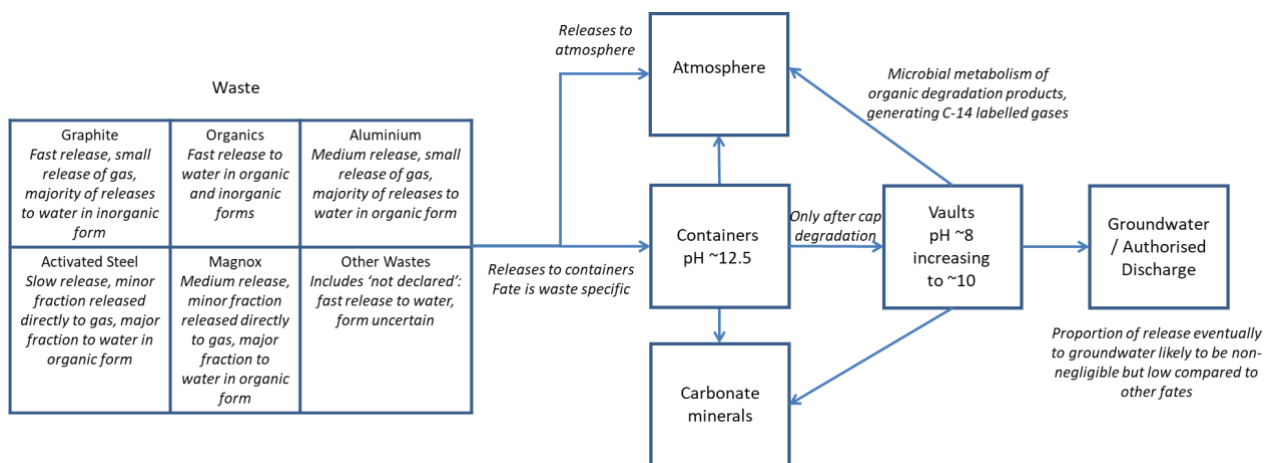 Waste
Graphite
Fast release, small
release of gas,
majority of releases
to water in inorganic
form
Organics
Fast release to
water in organic
and inorganic
forms
Aluminium
Medium release, small
release of gas,
majority of releases to
water in organic form
Activated Steel
Slow release, minor
fraction released
directly to gas, major
fraction to water in
organic form
Magnox
Medium release,
minor fraction
released directly
to gas, major
fraction to
water in organic
form
Other Wastes
Includes ‘not declared’:
fast release to water,
form uncertain
Releases to
atmosphere
Releases to containers
Fate is waste specific
Atmosphere
Containers
pH ~12.5
Carbonate
minerals
Only after cap
degradation
Microbial metabolism of
organic degradation products,
generating C-14 labelled gases
Vaults
pH ~8
increasing
to ~10
Groundwater
/ Authorised
Discharge
Proportion of release eventually
to groundwater likely to be non-
negligible but low compared to
other fates